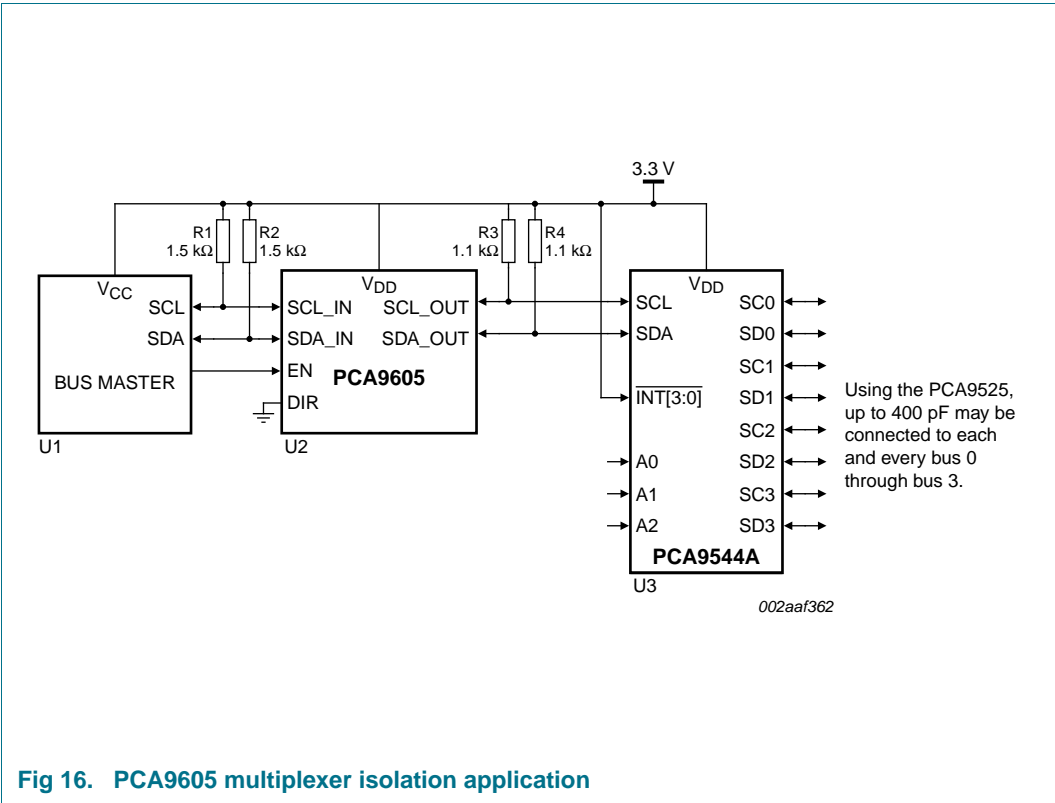 3.3 V
R1
1.5 kΩ
R2
1.5 kΩ
R3
1.1 kΩ
R4
1.1 kΩ
VCC
SCL
SDA
BUS MASTER
U1
VDD
SCL_IN
SCL_OUT
SDA_IN
SDA_OUT
EN
PCA9605
DIR
U2
VDD
SCL
SDA
INT[3:0]
A0
A1
A2
SC0
SD0
SC1
SD1
SC2
SD2
SC3
SD3
PCA9544A
U3
Using the PCA9525,
up to 400 pF may be
connected to each
and every bus 0
through bus 3.
002aaf362
Fig 16. PCA9605 multiplexer isolation application